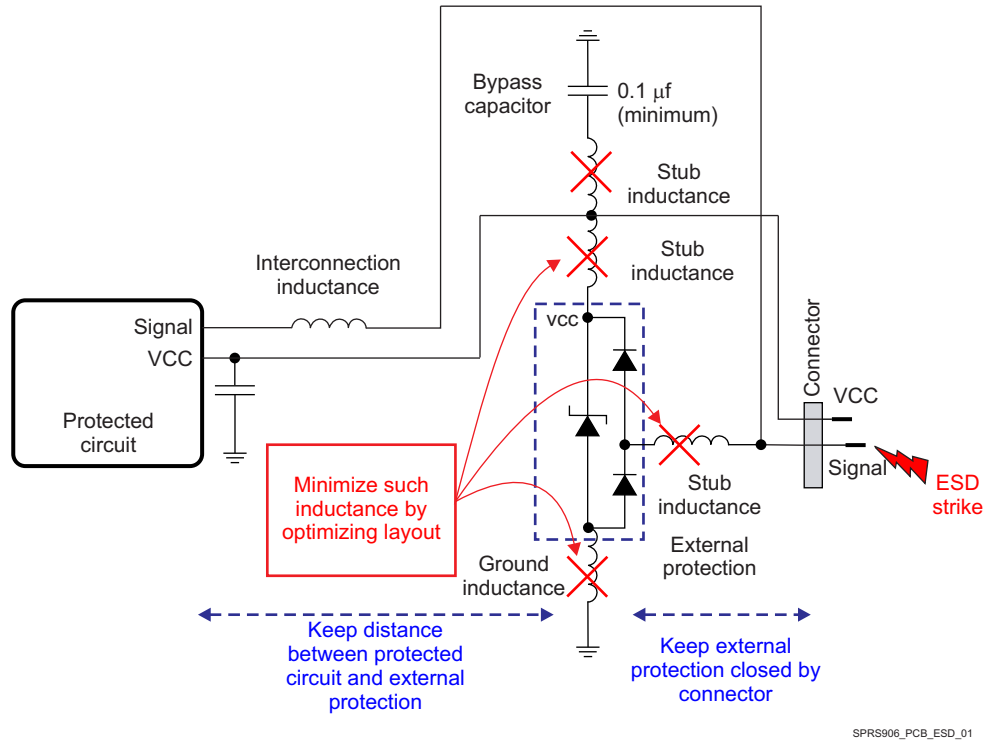 Bypass
capacitor
0.1 μf
(minimum)
Stub
inductance
Stub
inductance
Interconnection
inductance
Signal
VCC
Protected
circuit
vcc
Connector
VCC
Signal
ESD
strike
Minimize such
inductance by
optimizing layout
Stub
inductance
External
protection
Ground
inductance
Keep distance
between protected
circuit and external
protection
Keep external
protection closed by
connector
SPRS906_PCB_ESD_01